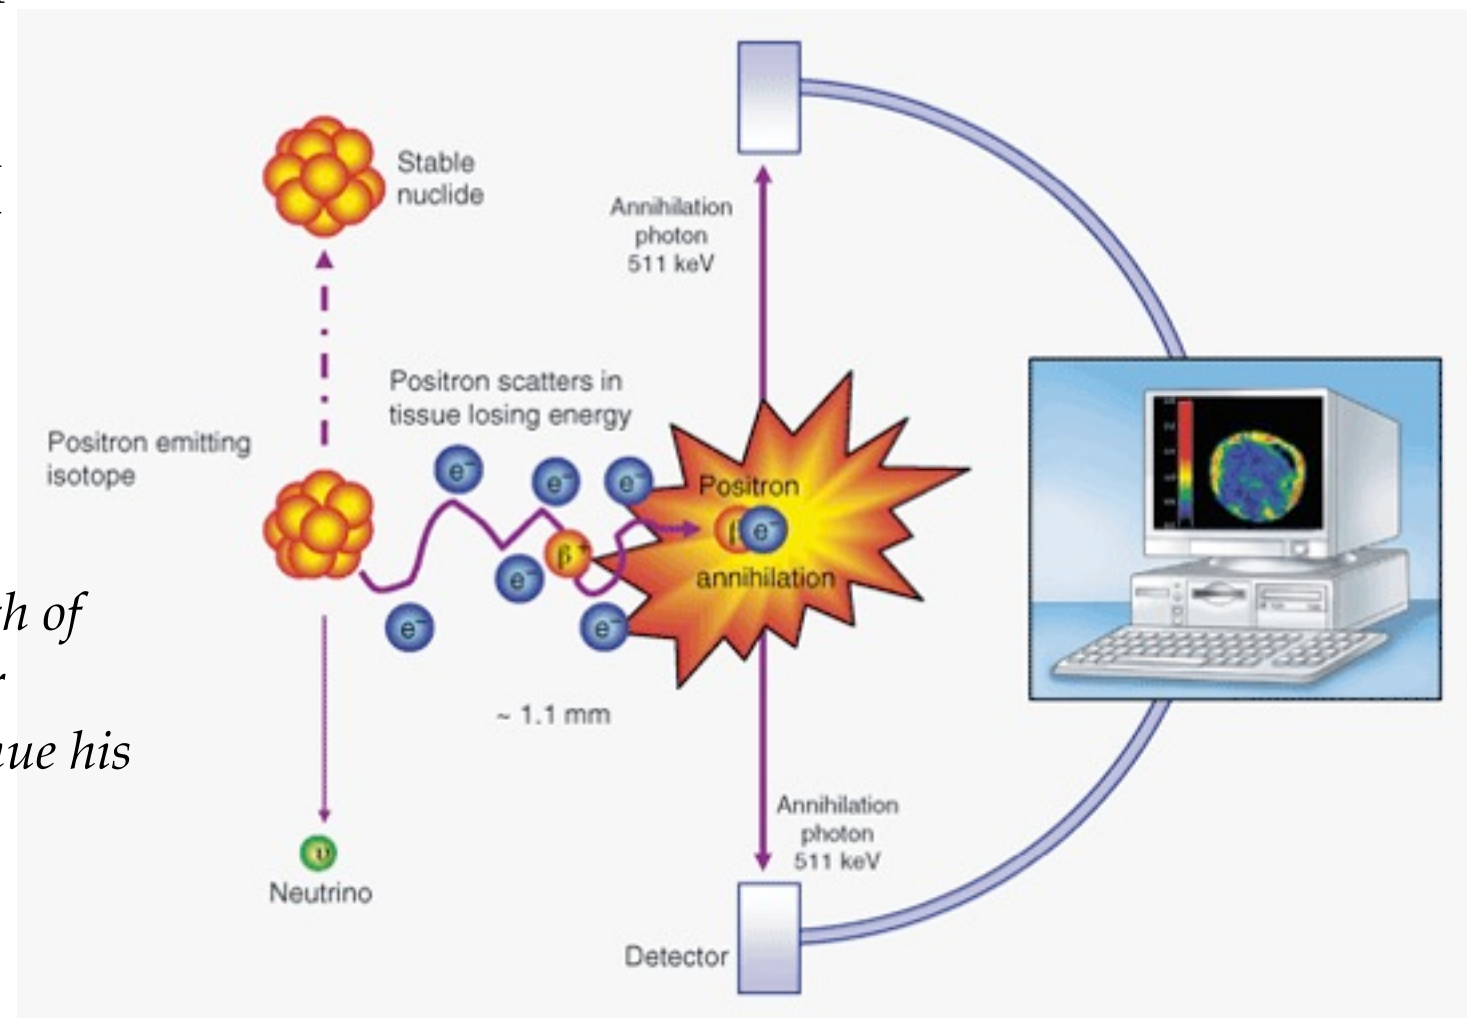 Stable
nuclide
Annihilation
photon
511 keV
Positron scatters in
tissue losing energy
Positron emitting
isotope
e⁻
e⁻
e⁻
Positron
e⁻
β⁺
e⁻
annihilation
e⁻
e⁻
of
~ 1.1 mm
his
Annihilation
photon
511 keV
υ
Neutrino
Detector